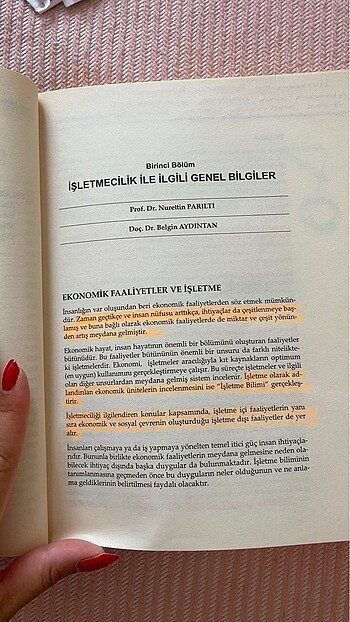 Birinci Bölüm
İŞLETMECİLİK İLE İLGİLİ GENEL BİLGİLER
Prof. Dr. Nurettin PARILTI
Doç. Dr. Belgin AYDINTAN
EKONOMİK FAALİYETLER VE İŞLETME
İnsanlığın var oluşundan beri ekonomik faaliyetlerden söz etmek mümkün-
dür. Zaman geçtikçe ve insan nüfusu arttıkça, ihtiyaçlar da çeşitlenmeye baş-
lamış ve buna bağlı olarak ekonomik faaliyetlerde de miktar ve çeşit yönün-
den artış meydana gelmiştir.
Ekonomik hayat, insan hayatının önemli bir bölümünü oluşturan faaliyetler
bütünüdür. Bu faaliyetler bütününün önemli bir unsuru da farklı nitelikte-
ki işletmelerdir. Ekonomi, işletmeler aracılığıyla kıt kaynakların optimum
(en uygun) kullanımını gerçekleştirmeye çalışır. Bu süreçte işletmeler ve ilgili
olan diğer unsurlardan meydana gelmiş sistem incelenir. İşletme olarak ad-
landırılan ekonomik ünitelerin incelenmesini ise "İşletme Bilimi" gerçekleş-
tirir.
İşletmeciliği ilgilendiren konular kapsamında, işletme içi faaliyetlerin yanı
sıra ekonomik ve sosyal çevrenin oluşturduğu işletme dışı faaliyetler de yer
alır.
İnsanları çalışmaya ya da iş yapmaya yönelten temel itici güç insan ihtiyaçla-
rıdır. Bununla birlikte ekonomik faaliyetlerin meydana gelmesine neden ola-
bilecek ihtiyaç dışında başka duygular da bulunmaktadır. İşletme biliminin
tanımlanmasına geçmeden önce bu duyguların neler olduğunun ve ne anla-
ma geldiklerinin belirtilmesi faydalı olacaktır.